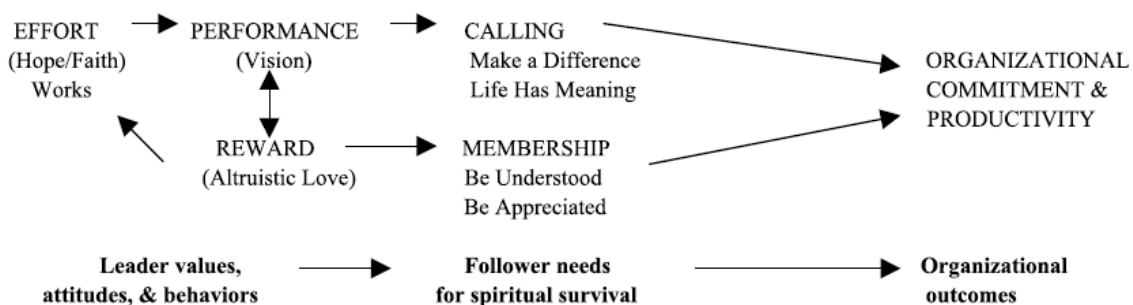 EFFORT
(Hope/Faith)
Works
PERFORMANCE
(Vision)
REWARD
(Altruistic Love)
CALLING
Make a Difference
Life Has Meaning
MEMBERSHIP
Be Understood
Be Appreciated
ORGANIZATIONAL
COMMITMENT &
PRODUCTIVITY
Leader values,
attitudes, & behaviors
Follower needs
for spiritual survival
Organizational
outcomes